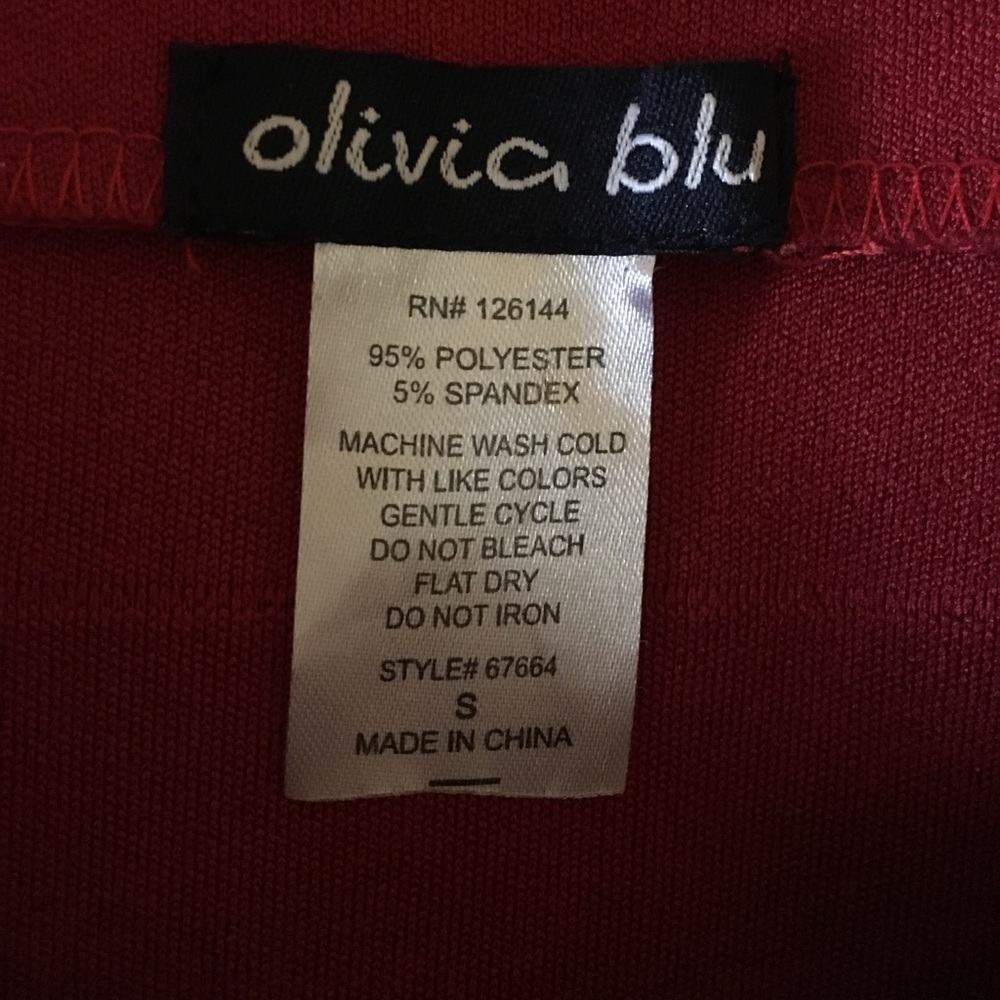 olivia blu
RN# 126144
95% POLYESTER
5% SPANDEX
MACHINE WASH COLD
WITH LIKE COLORS
GENTLE CYCLE
DO NOT BLEACH
FLAT DRY
DO NOT IRON
STYLE# 67664
S
MADE IN CHINA